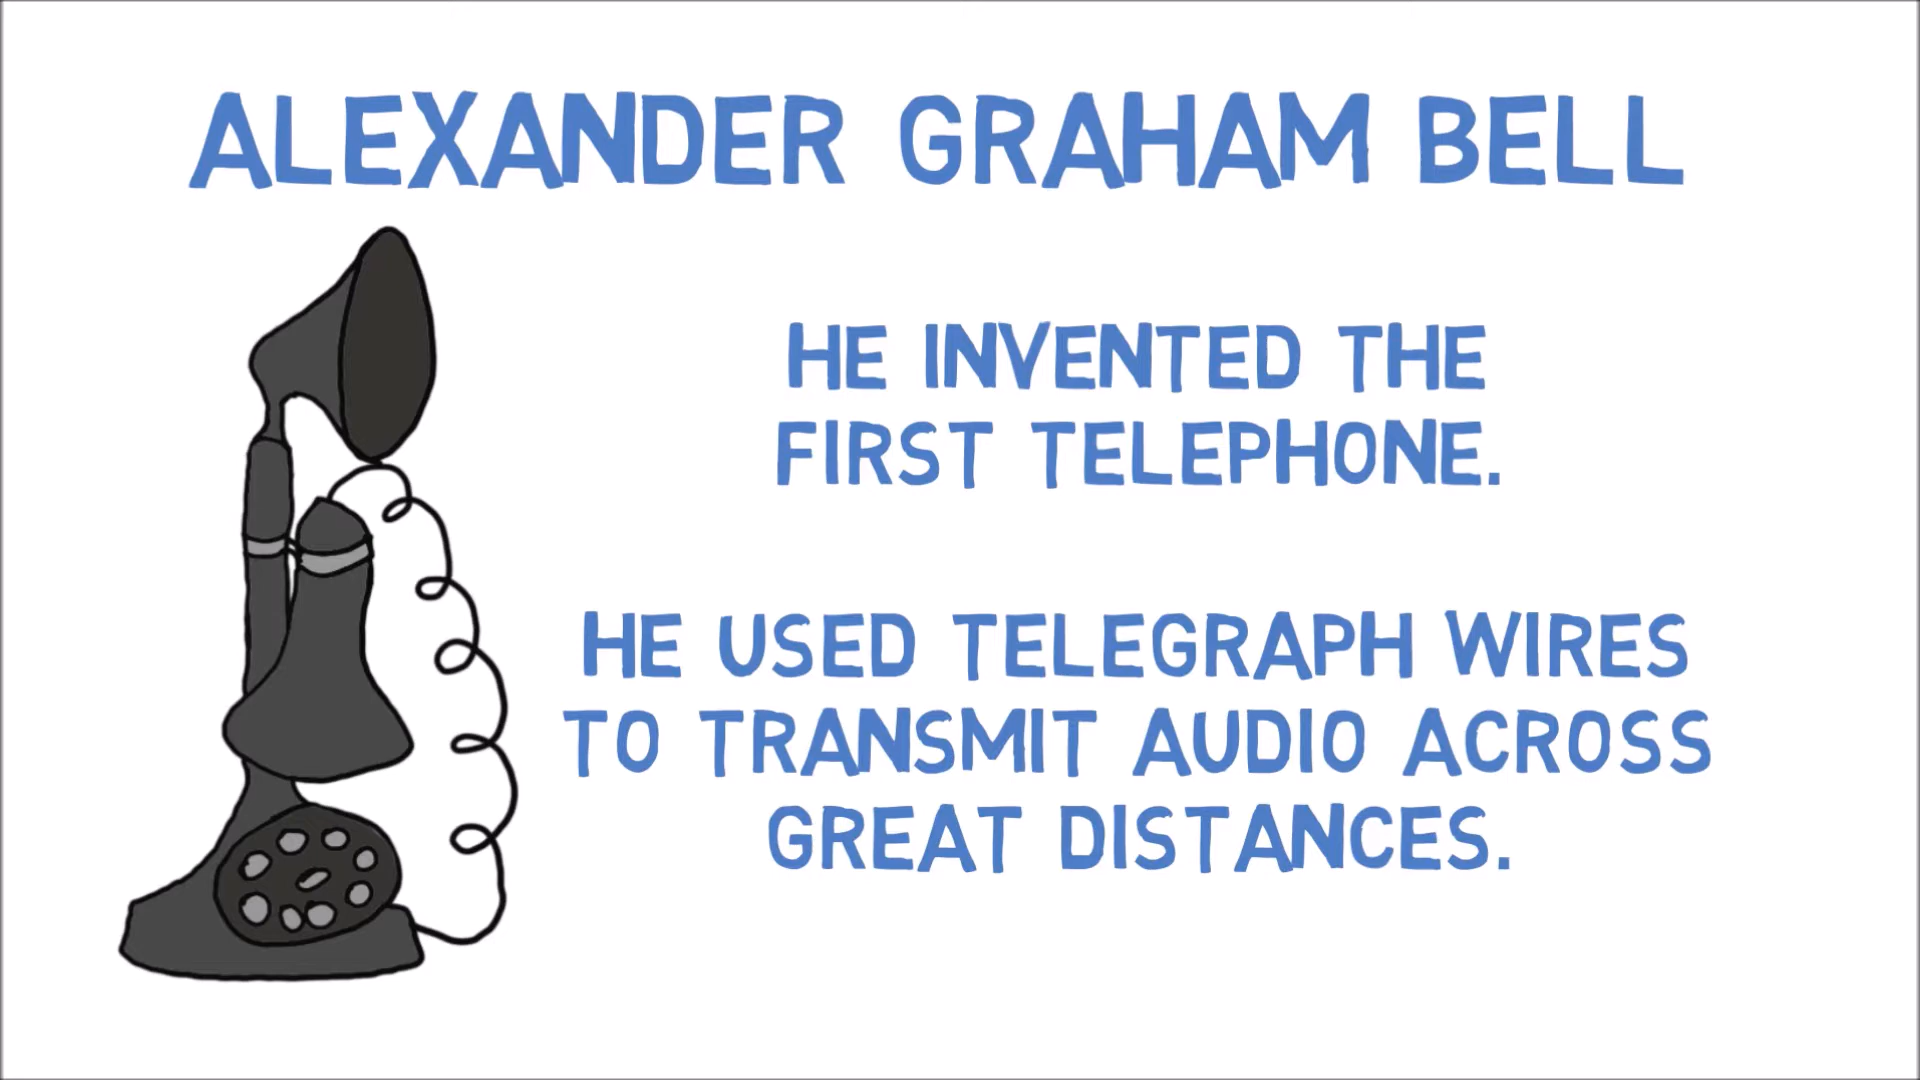 ALEXANDER GRAHAM BELL
HE INVENTED THE
FIRST TELEPHONE.
HE USED TELEGRAPH WIRES
TO TRANSMIT AUDIO ACROSS
GREAT DISTANCES.